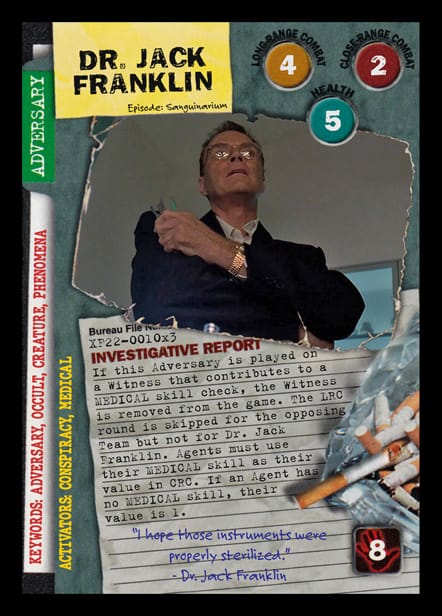 DR. JACK
FRANKLIN
Episode: Sanguinarium
LONG-RANGE COMBAT
4
CLOSE-RANGE COMBAT
2
HEALTH
5
ADVERSARY
KEYWORDS: ADVERSARY, OCCULT, CREATURE, PHENOMENA
ACTIVATORS: CONSPIRACY, MEDICAL
Bureau File
XF22-0010x3
INVESTIGATIVE REPORT
If this Adversary is played on
a Witness that contributes to a
MEDICAL skill check, the Witness
is removed from the game. The LRC
round is skipped for the opposing
Team but not for Dr. Jack
Franklin. Agents must use
their MEDICAL skill as their
value in CRC. If an Agent has
no MEDICAL skill, their
value is 1.
"I hope those instruments were
properly sterilized."
- Dr. Jack Franklin
8